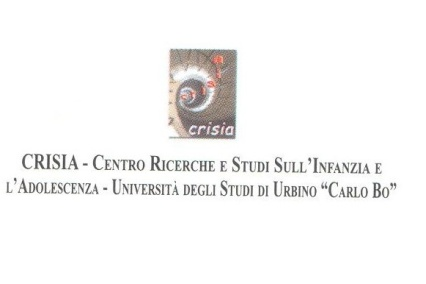 crisia
CRISIA - CENTRO RICERCHE E STUDI SULL'INFANZIA E
L'ADOLESCENZA - UNIVERSITÀ DEGLI STUDI DI URBINO “CARLO BO”